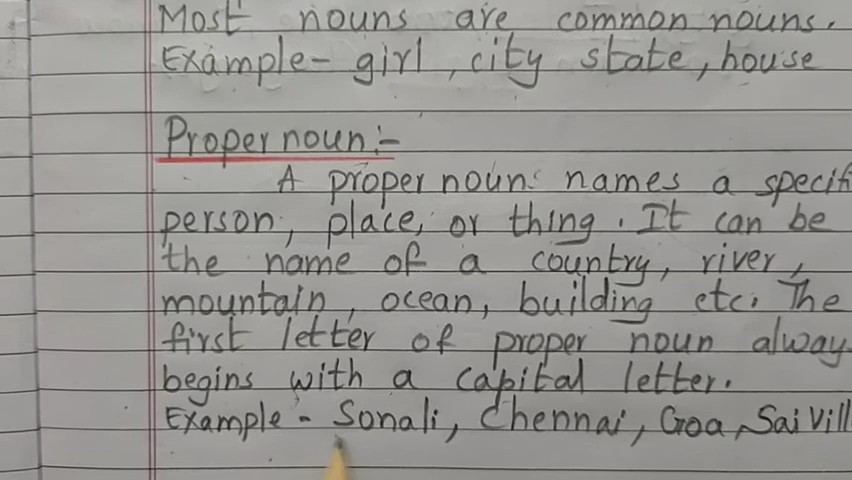 Most nouns are common nouns.
Example- girl, city state, house
Proper noun:-
A proper noun names a specifi
person, place, or thing. It can be
the name of a country, river,
mountain, ocean, building etc. The
first letter of proper noun alway
begins with a capital letter.
Example - Sonali, Chennai, Goa, Sai Vill